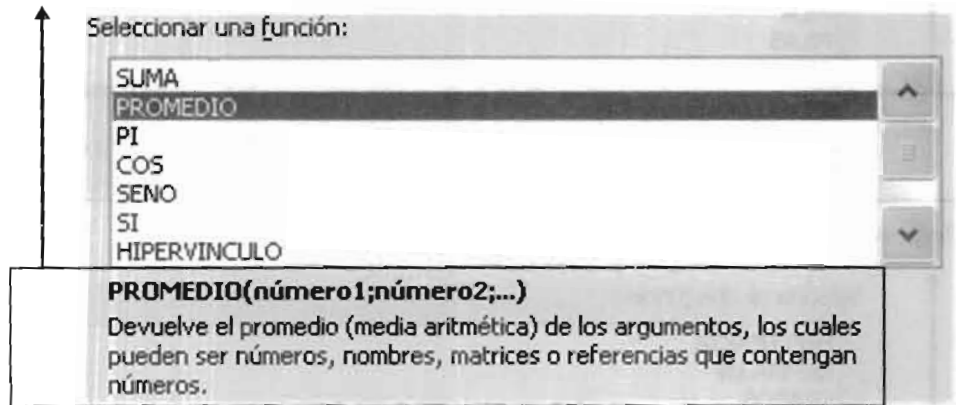 Seleccionar una función:
SUMA
PROMEDIO
PI
COS
SENO
SI
HIPERVINCULO
PROMEDIO(número1;número2;...)
Devuelve el promedio (media aritmética) de los argumentos, los cuales
pueden ser números, nombres, matrices o referencias que contengan
números.